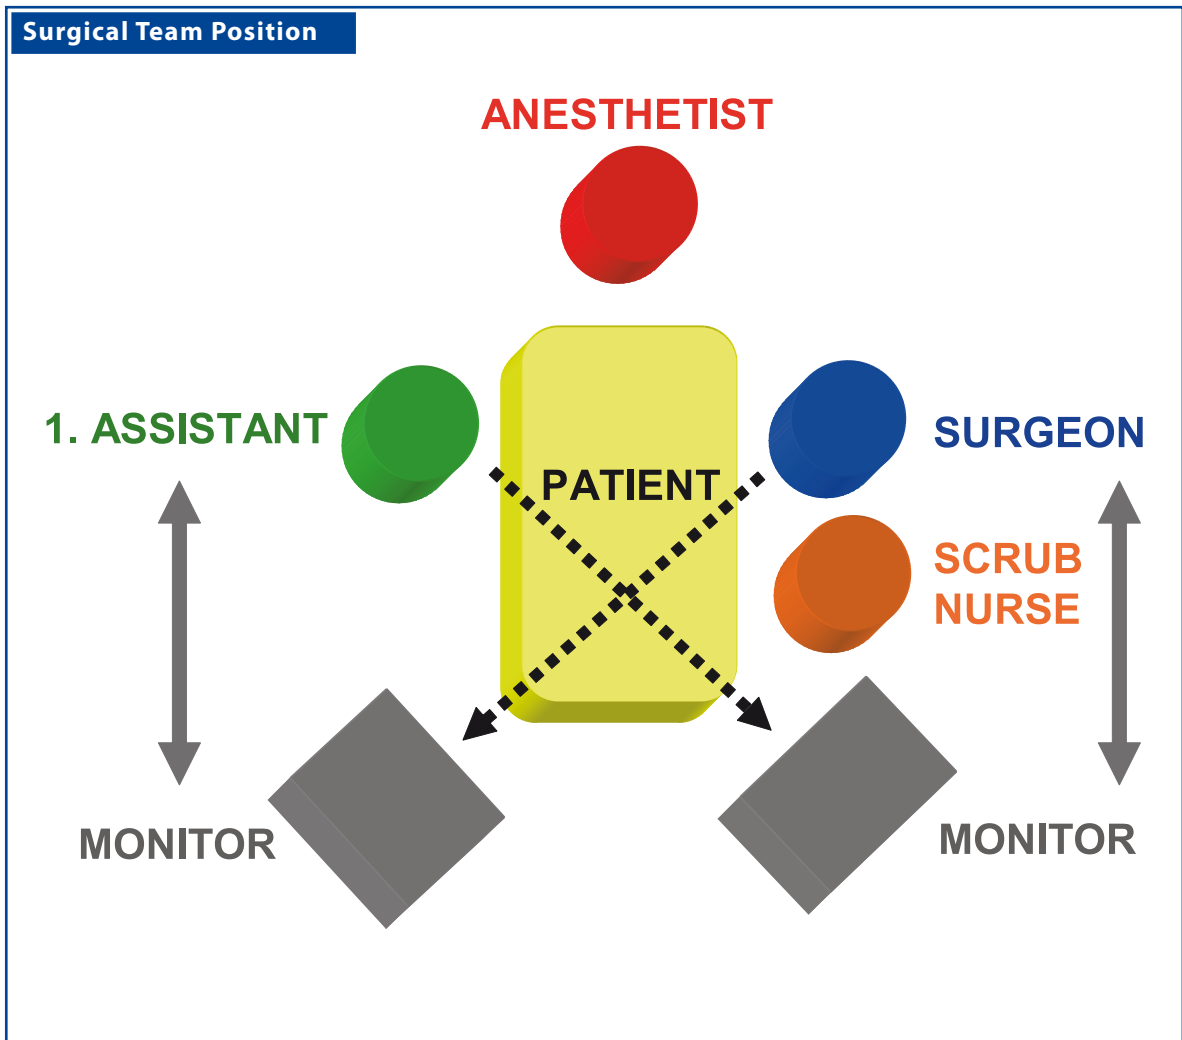 Surgical Team Position
ANESTHETIST
1. ASSISTANT
SURGEON
PATIENT
SCRUB
NURSE
MONITOR
MONITOR